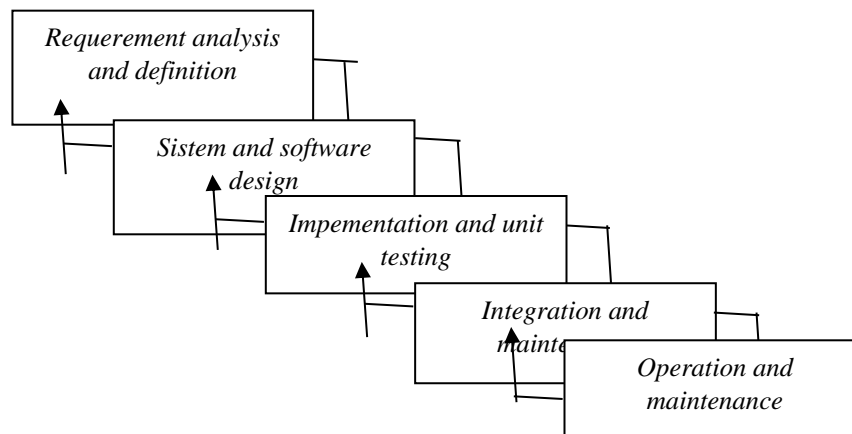 Requerement analysis
and definition
Sistem and software
design
Impementation and unit
testing
Integration and
Operation and
maintenance